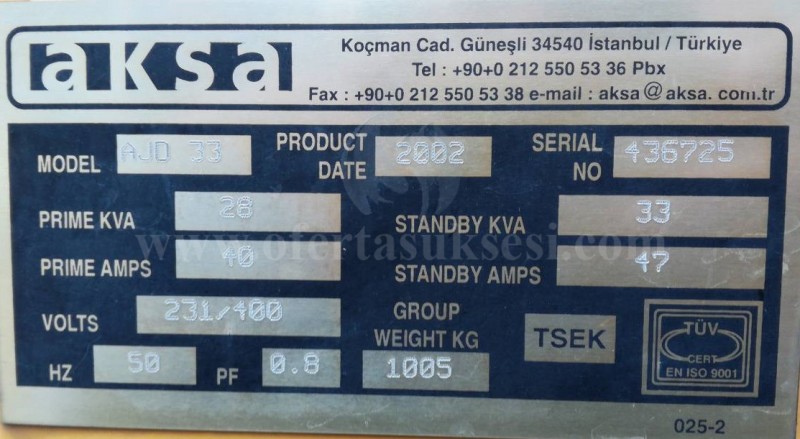 aksa
Koçman Cad. Güneşli 34540 İstanbul / Türkiye
Tel : +90+0 212 550 53 36 Pbx
Fax : +90+0 212 550 53 38 e-mail : aksa@aksa. com.tr
MODEL AJD 33 PRODUCT DATE 2002 SERIAL NO 436725
PRIME KVA 28 STANDBY KVA 33
www.ofertasuksesi.com
PRIME AMPS 40 STANDBY AMPS 47
VOLTS 231/400 GROUP WEIGHT KG 1005
HZ 50 PF 0.8
TSEK
TÜV
CERT
EN ISO 9001
025-2